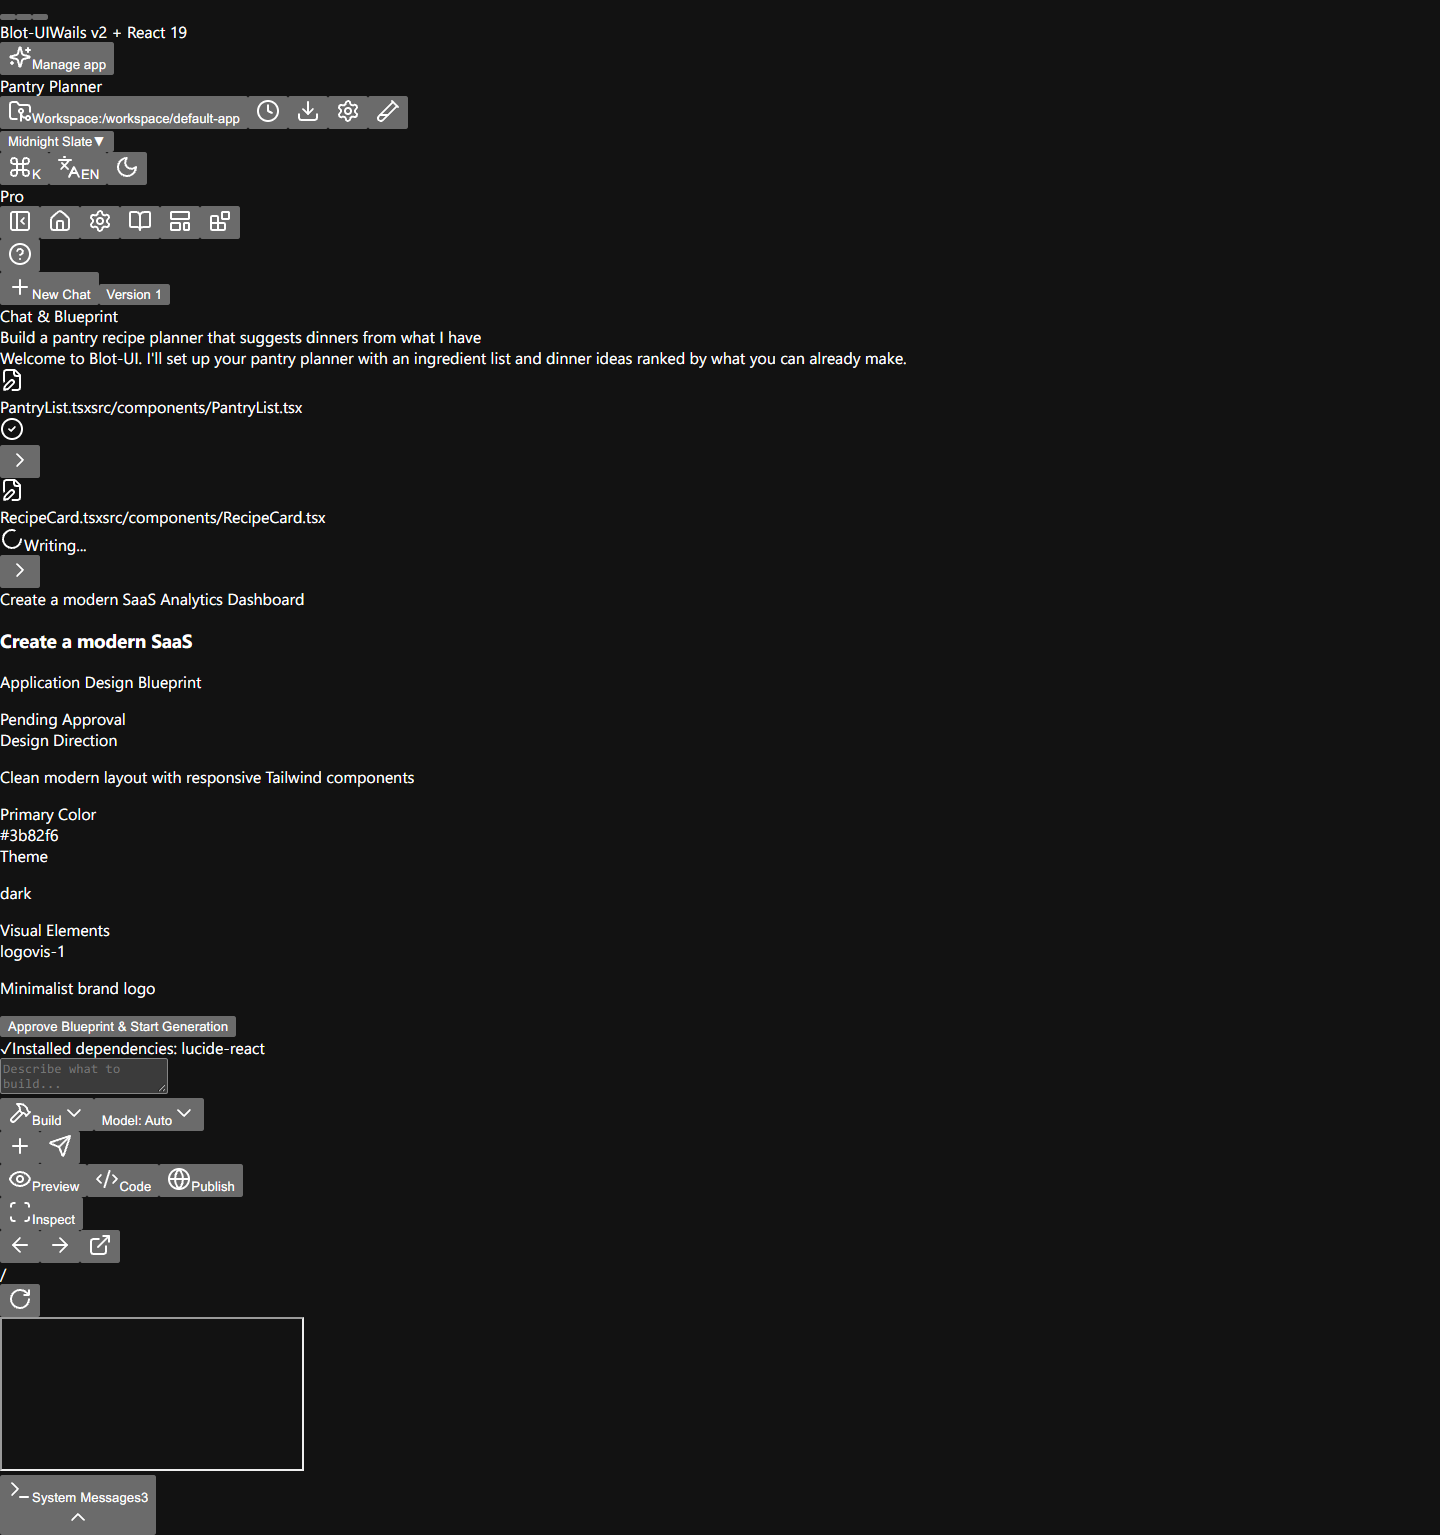 Blot-UIWails v2 + React 19
Manage app
Pantry Planner
Workspace:/workspace/default-app
Midnight Slate▼
K EN
Pro
New Chat Version 1
Chat & Blueprint
Build a pantry recipe planner that suggests dinners from what I have
Welcome to Blot-UI. I'll set up your pantry planner with an ingredient list and dinner ideas ranked by what you can already make.
PantryList.tsxsrc/components/PantryList.tsx
RecipeCard.tsxsrc/components/RecipeCard.tsx
Writing...
Create a modern SaaS Analytics Dashboard
Create a modern SaaS
Application Design Blueprint
Pending Approval
Design Direction
Clean modern layout with responsive Tailwind components
Primary Color
#3b82f6
Theme
dark
Visual Elements
logovis-1
Minimalist brand logo
Approve Blueprint & Start Generation
✓Installed dependencies: lucide-react
Describe what to
build...
Build Model: Auto
Preview Code Publish
Inspect
/
System Messages3